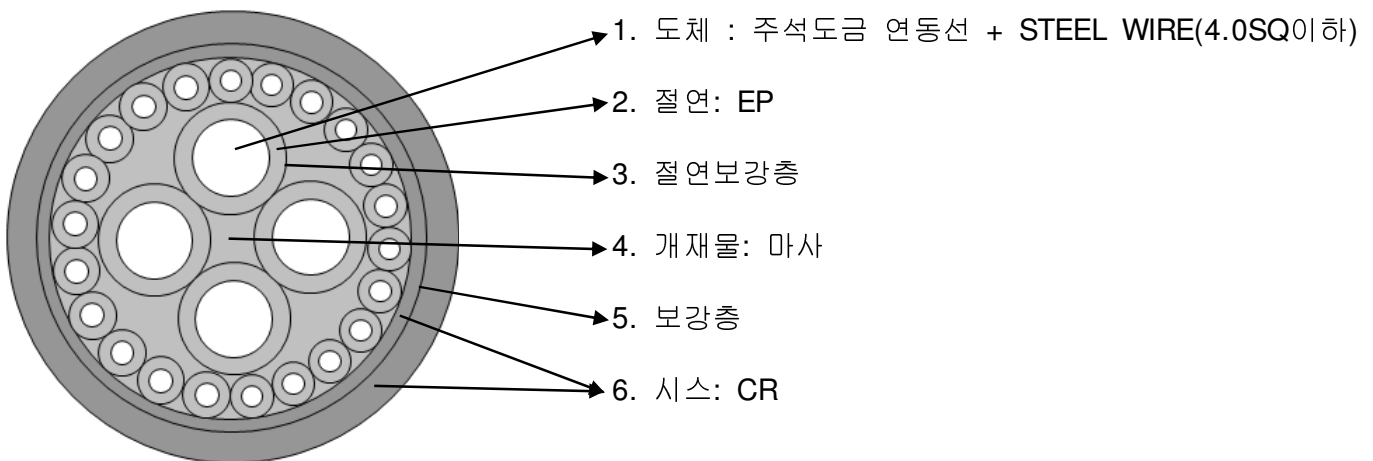 1. 도체 : 주석도금 연동선 + STEEL WIRE(4.0SQ이하)
2. 절연: EP
3. 절연보강층
4. 개재물: 마사
5. 보강층
6. 시스: CR